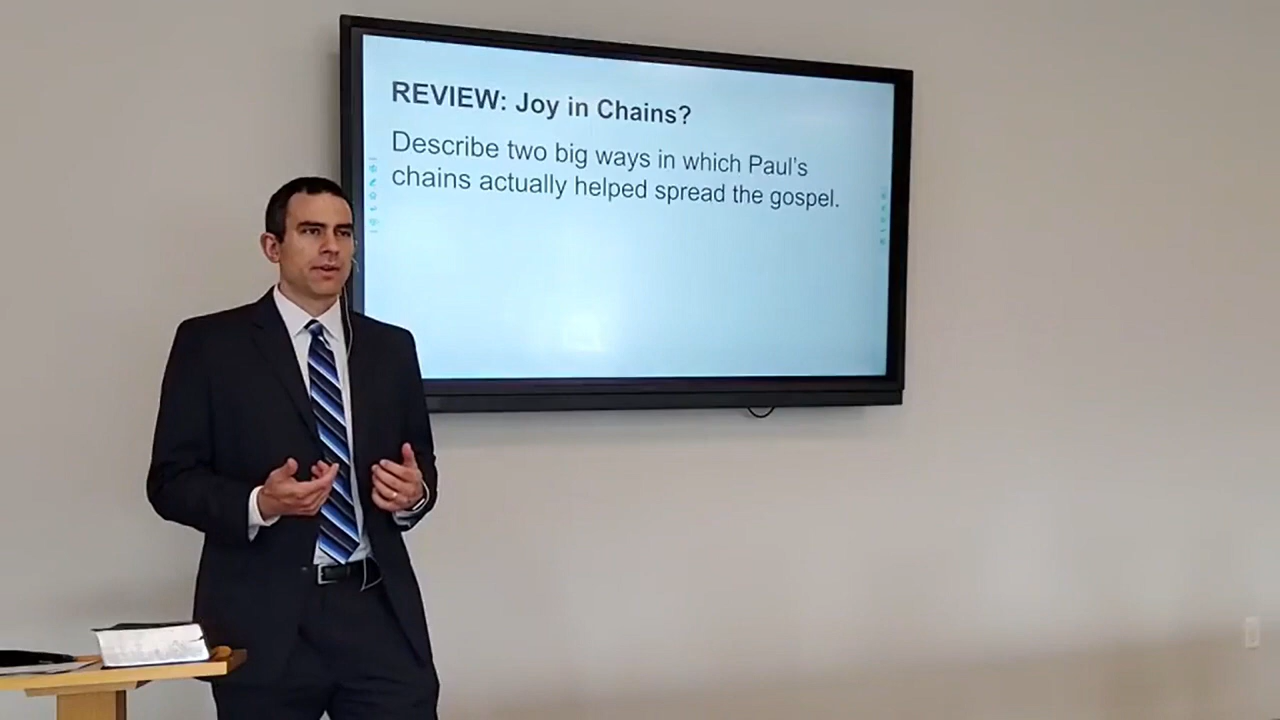 REVIEW: Joy in Chains?
Describe two big ways in which Paul's
chains actually helped spread the gospel.